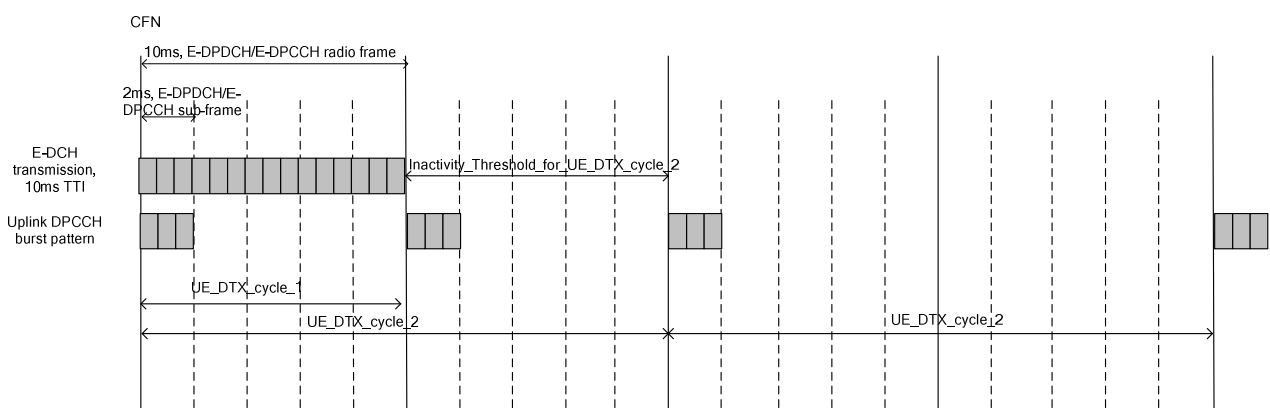 CFN
10ms, E-DPDCH/E-DPCCH radio frame
2ms, E-DPDCH/E-
DPCCH sub-frame
E-DCH
transmission,
10ms TTI
Inactivity_Threshold_for_UE_DTX_cycle_2
Uplink DPCCH
burst pattern
UE_DTX_cycle_1
UE_DTX_cycle_2
UE_DTX_cycle_2